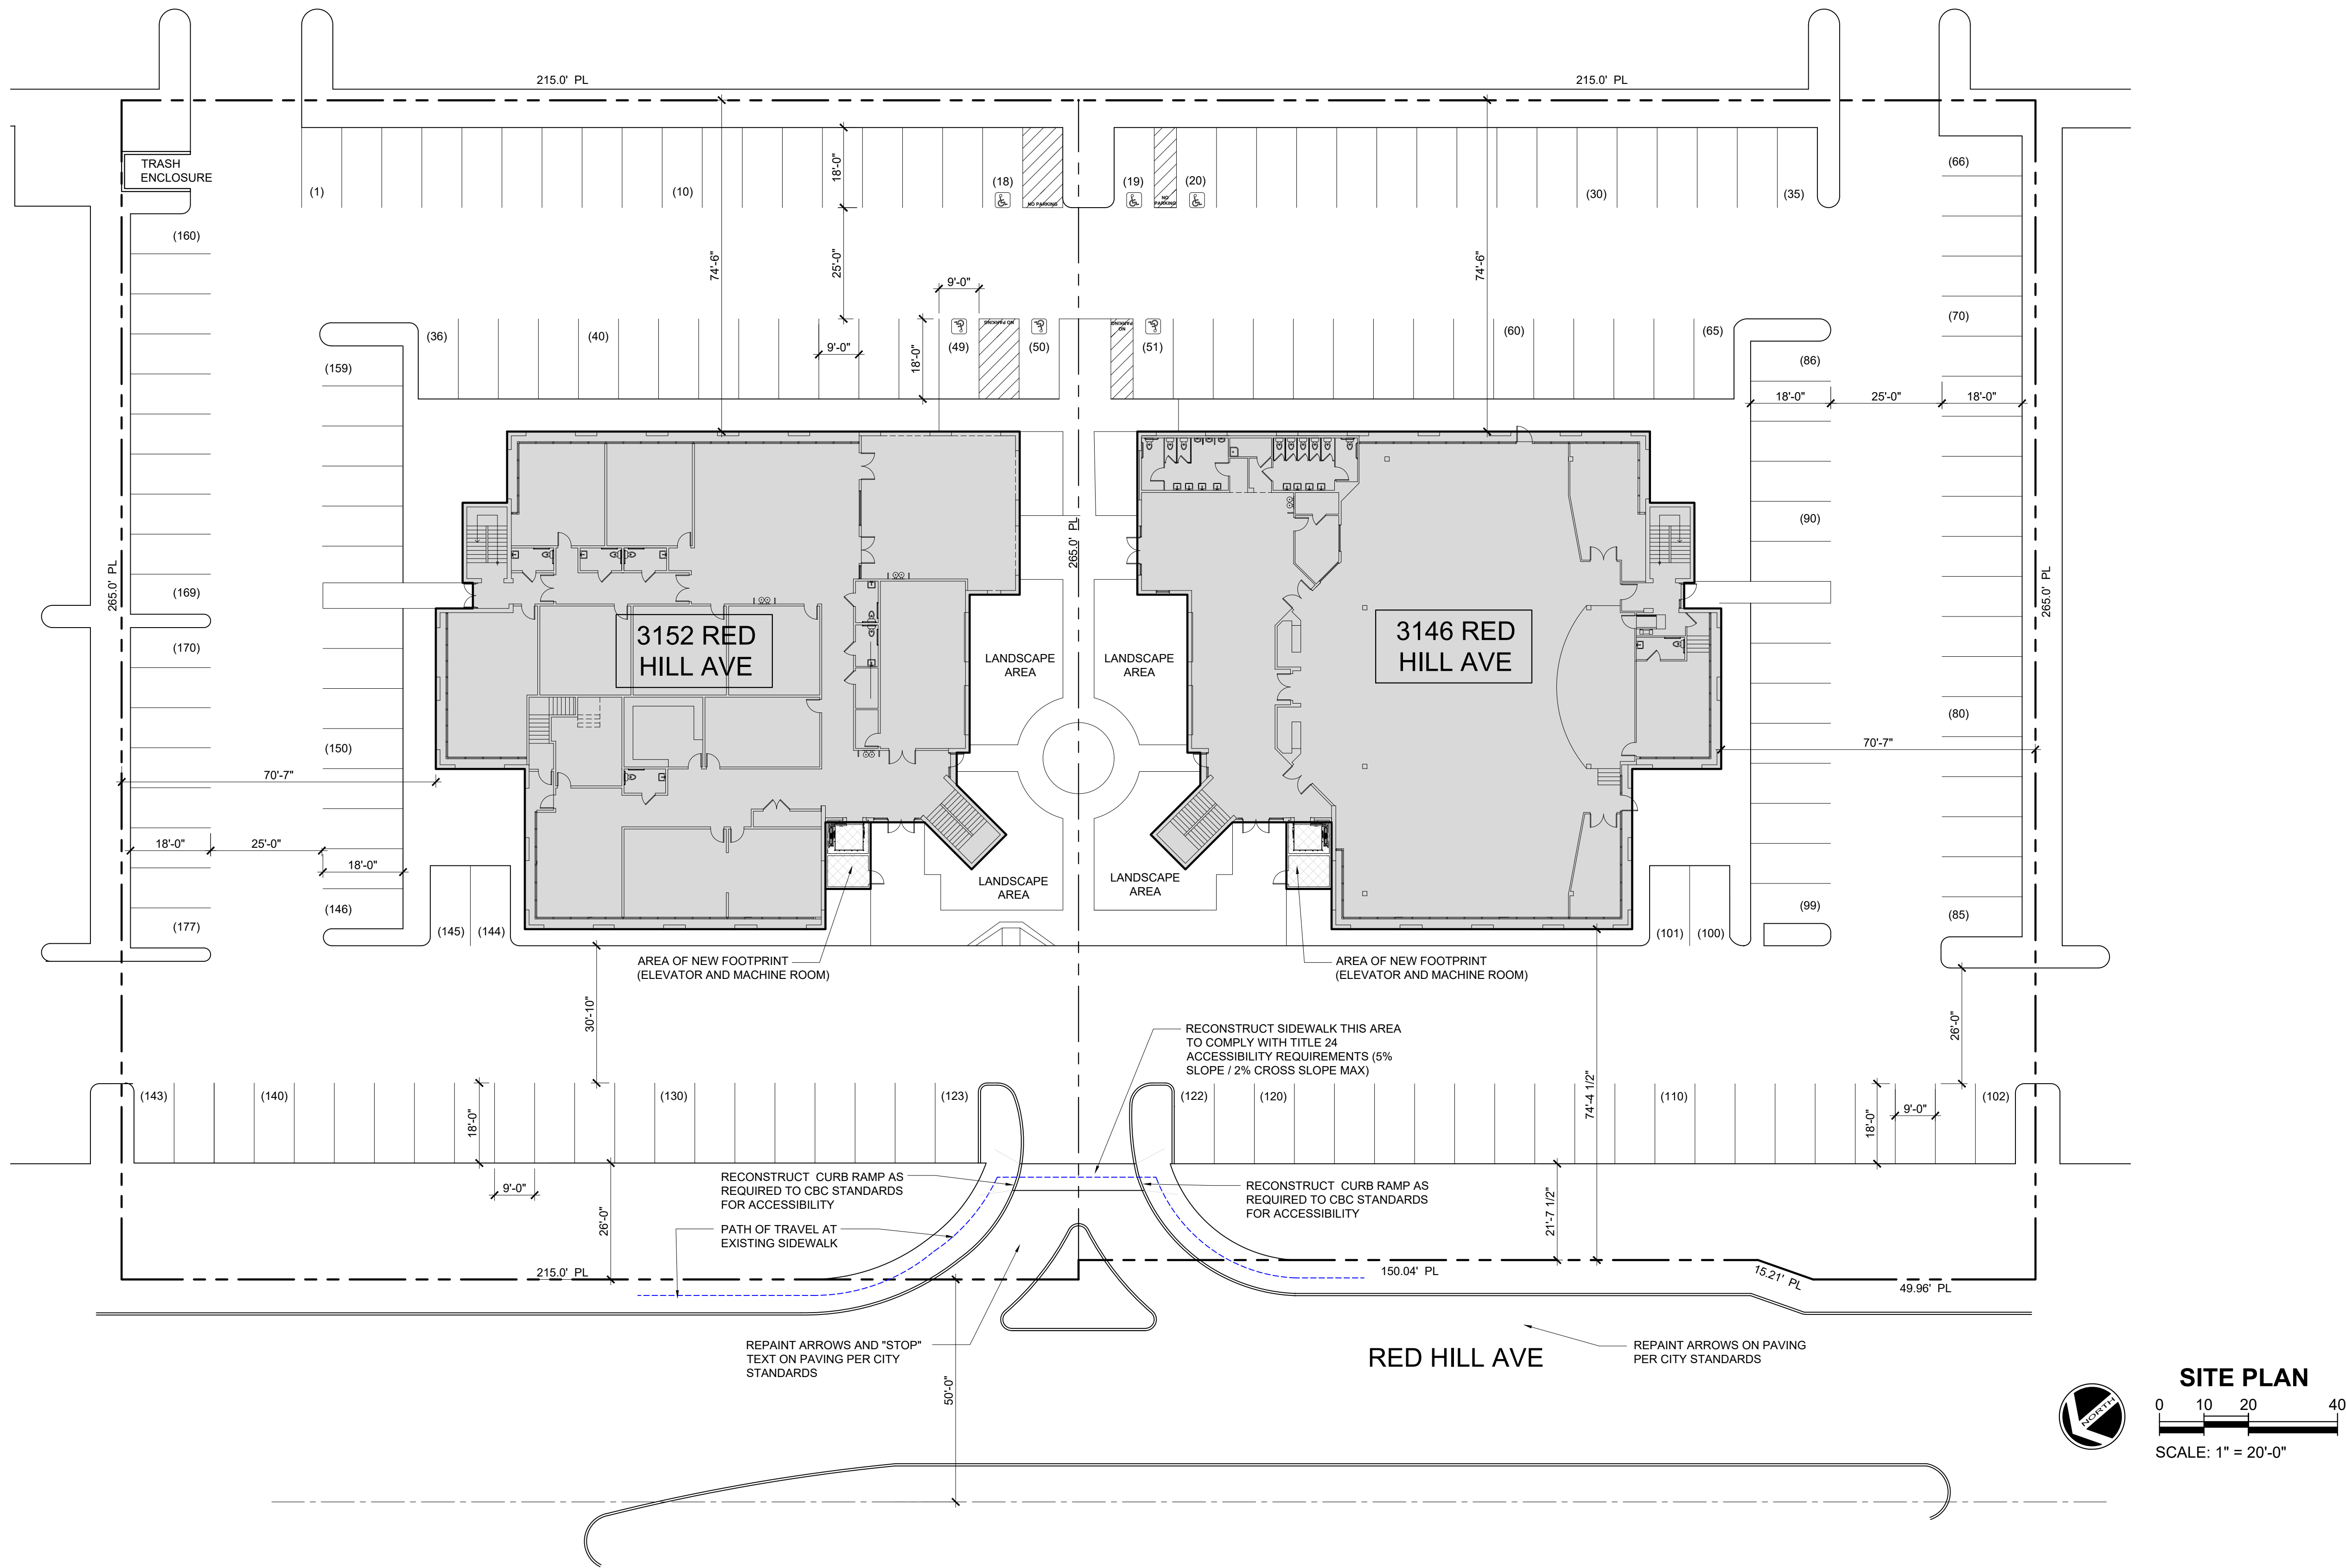 215.0' PL
215.0' PL
TRASH
ENCLOSURE
(1)
(10)
18'-0"
(18)
NO PARKING
(19)
NO
PARKING
(20)
(30)
(35)
(66)
(160)
74'-6"
25'-0"
9'-0"
74'-6"
(70)
(36)
(40)
9'-0"
18'-0"
(49)
NO PARKING
(50)
NO
PARKING
(51)
(60)
(65)
(159)
(86)
18'-0"
25'-0"
18'-0"
(90)
265.0' PL
265.0' PL
265.0' PL
(169)
(170)
3152 RED
HILL AVE
3146 RED
HILL AVE
LANDSCAPE
AREA
LANDSCAPE
AREA
(80)
(150)
70'-7"
70'-7"
18'-0"
25'-0"
18'-0"
LANDSCAPE
AREA
LANDSCAPE
AREA
(146)
(177)
(145)
(144)
(101)
(100)
(99)
(85)
AREA OF NEW FOOTPRINT
(ELEVATOR AND MACHINE ROOM)
AREA OF NEW FOOTPRINT
(ELEVATOR AND MACHINE ROOM)
30'-10"
26'-0"
RECONSTRUCT SIDEWALK THIS AREA
TO COMPLY WITH TITLE 24
ACCESSIBILITY REQUIREMENTS (5%
SLOPE / 2% CROSS SLOPE MAX)
(143)
(140)
18'-0"
(130)
(123)
(122)
(120)
74'-4 1/2"
(110)
18'-0"
9'-0"
(102)
9'-0"
26'-0"
RECONSTRUCT CURB RAMP AS
REQUIRED TO CBC STANDARDS
FOR ACCESSIBILITY
RECONSTRUCT CURB RAMP AS
REQUIRED TO CBC STANDARDS
FOR ACCESSIBILITY
21'-7 1/2"
PATH OF TRAVEL AT
EXISTING SIDEWALK
215.0' PL
150.04' PL
15.21' PL
49.96' PL
REPAINT ARROWS AND "STOP"
TEXT ON PAVING PER CITY
STANDARDS
RED HILL AVE
REPAINT ARROWS ON PAVING
PER CITY STANDARDS
50'-0"
NORTH
SITE PLAN
0 10 20 40
SCALE: 1" = 20'-0"